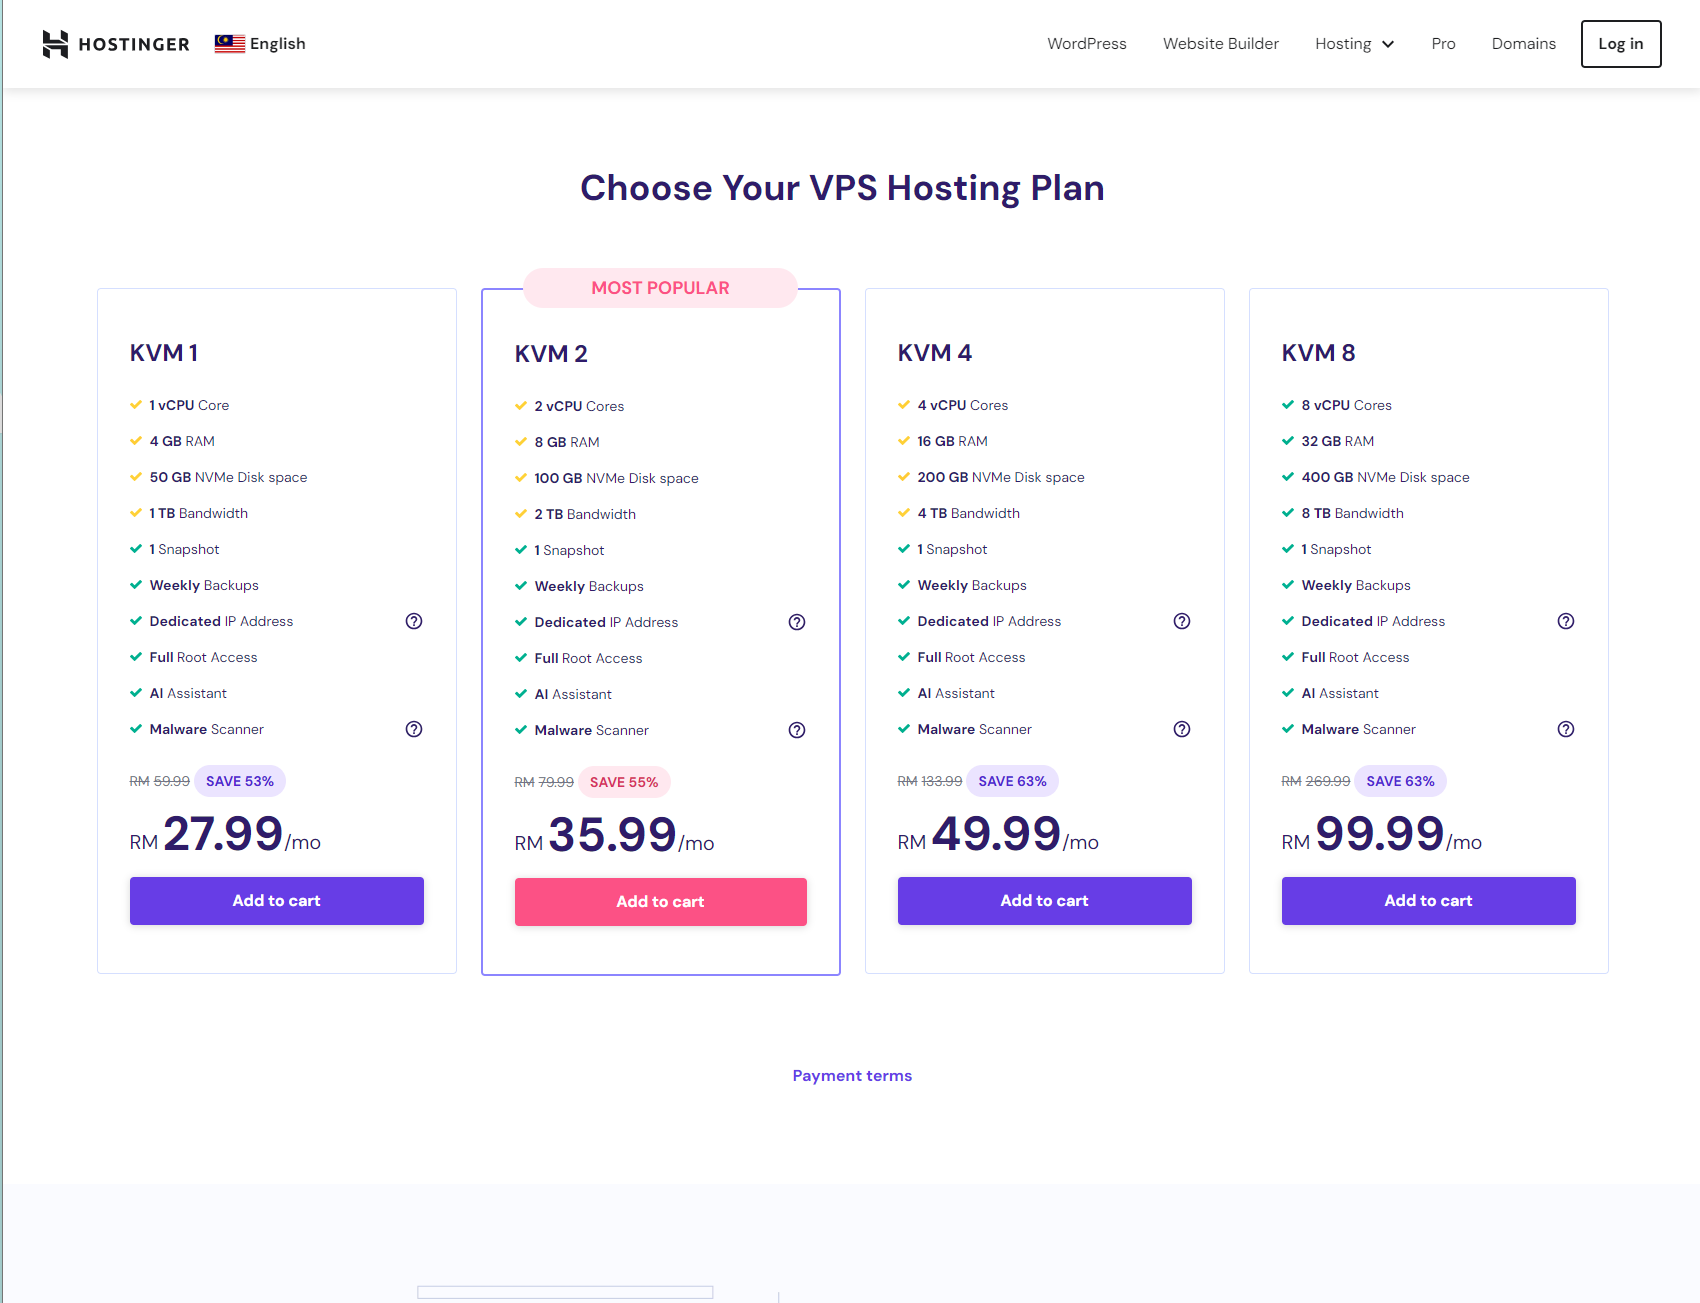 HOSTINGER English WordPress Website Builder Hosting Pro Domains Log in
Choose Your VPS Hosting Plan
KVM 1
1 vCPU Core
4 GB RAM
50 GB NVMe Disk space
1 TB Bandwidth
1 Snapshot
Weekly Backups
Dedicated IP Address
Full Root Access
AI Assistant
Malware Scanner
RM 59.99 SAVE 53%
RM 27.99/mo
Add to cart
MOST POPULAR
KVM 2
2 vCPU Cores
8 GB RAM
100 GB NVMe Disk space
2 TB Bandwidth
1 Snapshot
Weekly Backups
Dedicated IP Address
Full Root Access
AI Assistant
Malware Scanner
RM 79.99 SAVE 55%
RM 35.99/mo
Add to cart
KVM 4
4 vCPU Cores
16 GB RAM
200 GB NVMe Disk space
4 TB Bandwidth
1 Snapshot
Weekly Backups
Dedicated IP Address
Full Root Access
AI Assistant
Malware Scanner
RM 133.99 SAVE 63%
RM 49.99/mo
Add to cart
KVM 8
8 vCPU Cores
32 GB RAM
400 GB NVMe Disk space
8 TB Bandwidth
1 Snapshot
Weekly Backups
Dedicated IP Address
Full Root Access
AI Assistant
Malware Scanner
RM 269.99 SAVE 63%
RM 99.99/mo
Add to cart
Payment terms